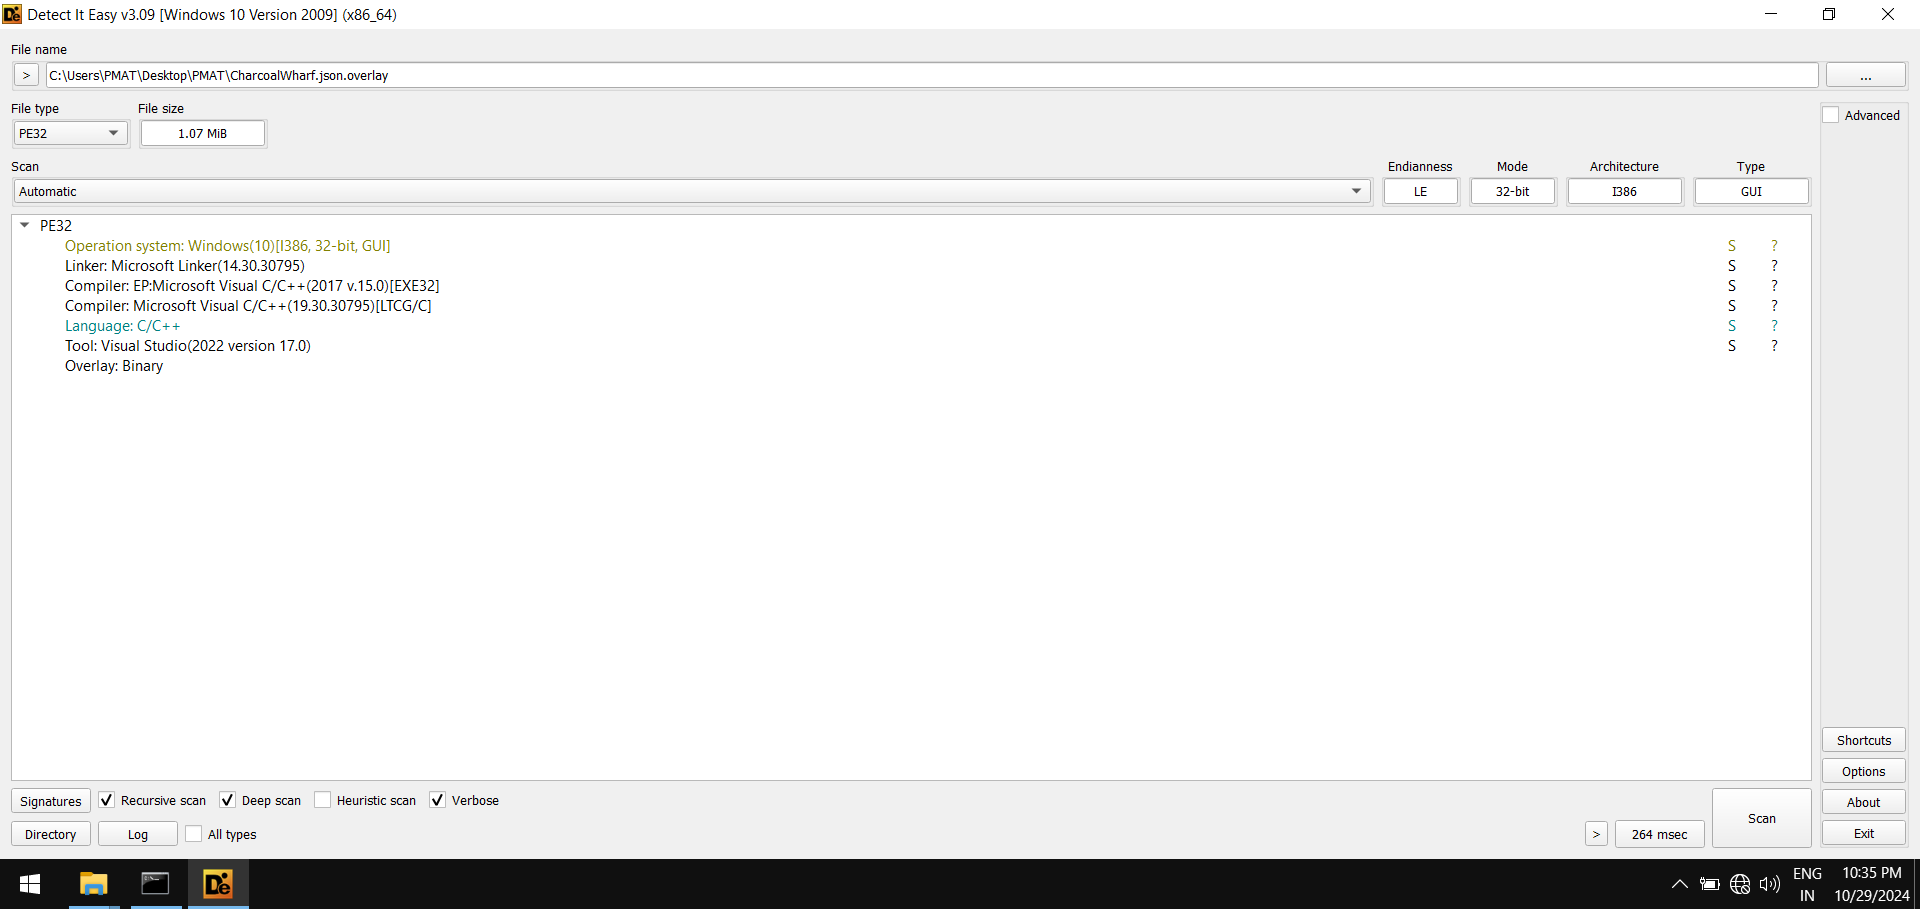 Detect It Easy v3.09 [Windows 10 Version 2009] (x86_64)
File name
> C:\Users\PMAT\Desktop\PMAT\CharcoalWharf.json.overlay ...
File type File size
PE32 1.07 MiB
Advanced
Scan Endianness Mode Architecture Type
Automatic LE 32-bit I386 GUI
PE32
Operation system: Windows(10)[I386, 32-bit, GUI] S ?
Linker: Microsoft Linker(14.30.30795) S ?
Compiler: EP:Microsoft Visual C/C++(2017 v.15.0)[EXE32] S ?
Compiler: Microsoft Visual C/C++(19.30.30795)[LTCG/C] S ?
Language: C/C++ S ?
Tool: Visual Studio(2022 version 17.0) S ?
Overlay: Binary
Shortcuts
Options
Signatures Recursive scan Deep scan Heuristic scan Verbose
About
Scan
Directory Log All types > 264 msec
Exit
De
ENG 10:35 PM
IN 10/29/2024